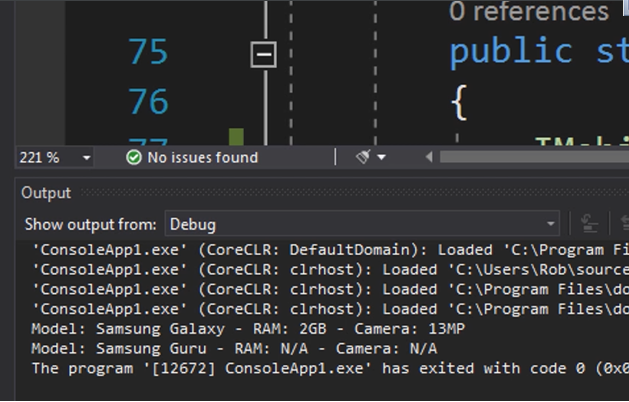 0 references
75
public st
76
{
221 %
No issues found
Output
Show output from: Debug
'ConsoleApp1.exe' (CoreCLR: DefaultDomain): Loaded 'C:\Program Fi
'ConsoleApp1.exe' (CoreCLR: clrhost): Loaded 'C:\Users\Rob\source
'ConsoleApp1.exe' (CoreCLR: clrhost): Loaded 'C:\Program Files\do
'ConsoleApp1.exe' (CoreCLR: clrhost): Loaded 'C:\Program Files\do
Model: Samsung Galaxy - RAM: 2GB - Camera: 13MP
Model: Samsung Guru - RAM: N/A - Camera: N/A
The program '[12672] ConsoleApp1.exe' has exited with code 0 (0x0